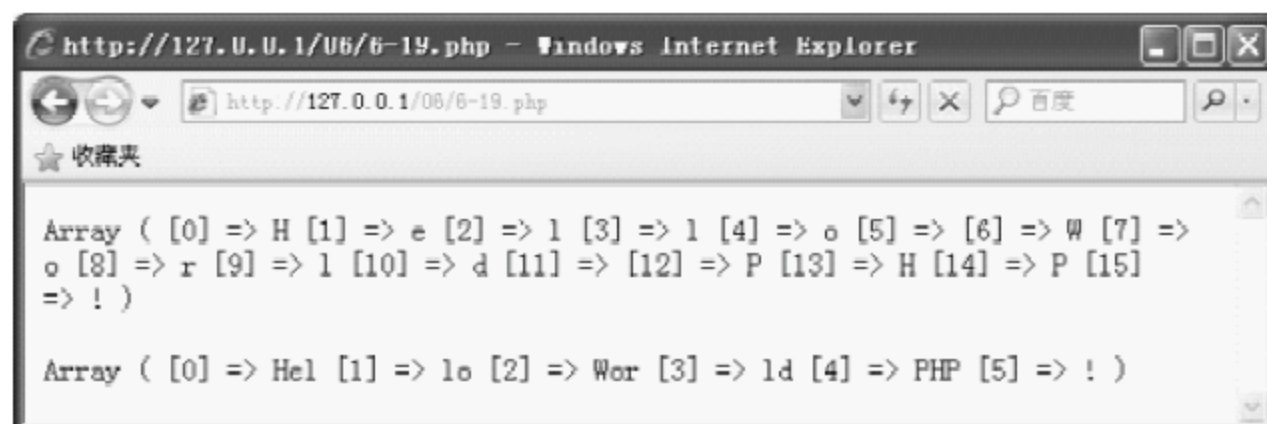 http://127.0.0.1/06/6-19.php - Windows Internet Explorer
http://127.0.0.1/06/6-19.php
百度
收藏夹
Array ( [0] => H [1] => e [2] => l [3] => l [4] => o [5] => [6] => W [7] =>
o [8] => r [9] => l [10] => d [11] => [12] => P [13] => H [14] => P [15]
=> ! )
Array ( [0] => Hel [1] => lo [2] => Wor [3] => ld [4] => PHP [5] => ! )